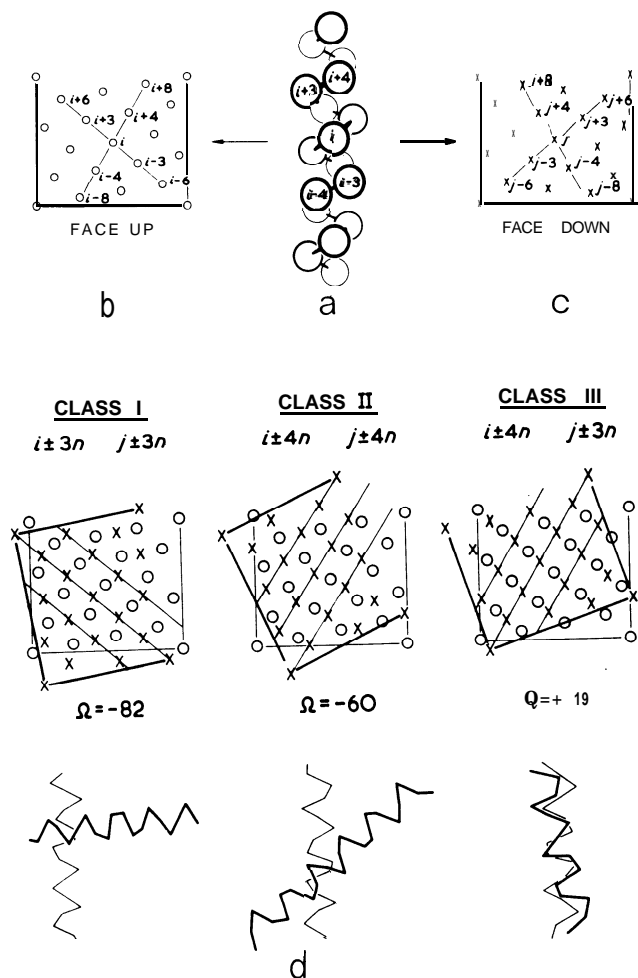 i+3 i+4
i
i-4 i-3
a
i+6 i+8
i+3 i+4
i
i-4 i-3
i-8 i-6
FACE UP
b
j+8 j+6
j+4 j+3
j
j-3 j-4
j-6 j-8
FACE DOWN
c
CLASS I
i±3n j±3n
Ω=-82
CLASS II
i±4n j±4n
Ω=-60
CLASS III
i±4n j±3n
Q=+ 19
d